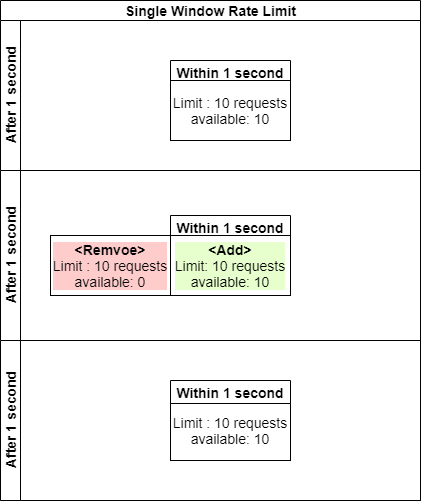 Single Window Rate Limit
After 1 second
Within 1 second
Limit : 10 requests
available: 10
After 1 second
Within 1 second
<Remvoe>
Limit : 10 requests
available: 0
<Add>
Limit: 10 requests
available: 10
After 1 second
Within 1 second
Limit : 10 requests
available: 10